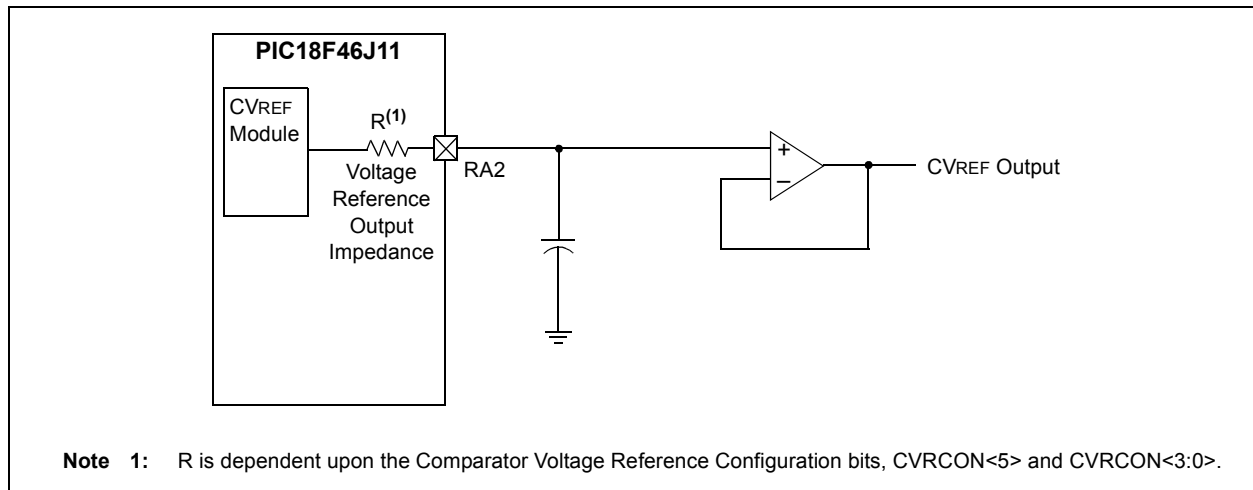 PIC18F46J11
CVREF
Module
R(1)
Voltage
Reference
Output
Impedance
RA2
+
–
CVREF Output
Note 1: R is dependent upon the Comparator Voltage Reference Configuration bits, CVRCON<5> and CVRCON<3:0>.